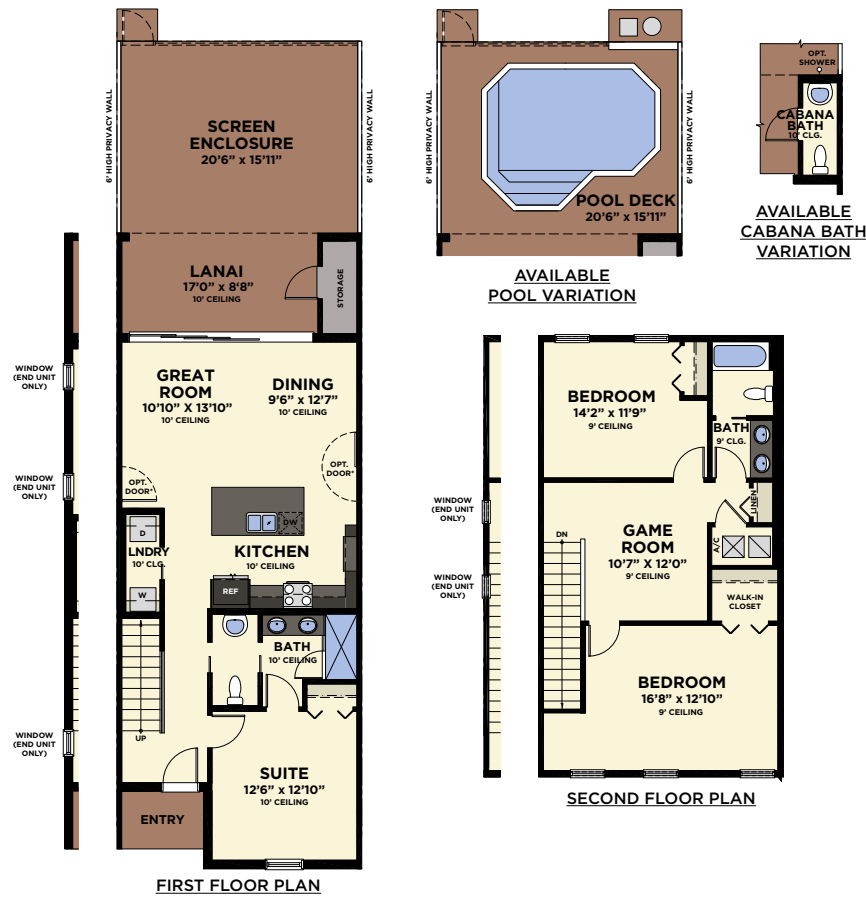 6' HIGH PRIVACY WALL
SCREEN
ENCLOSURE
20'6" x 15'11"
6' HIGH PRIVACY WALL
LANAI
17'0" x 8'8"
10' CEILING
STORAGE
WINDOW
(END UNIT
ONLY)
GREAT
ROOM
10'10" X 13'10"
10' CEILING
DINING
9'6" x 12'7"
10' CEILING
WINDOW
(END UNIT
ONLY)
OPT.
DOOR*
OPT.
DOOR*
DW
D
LNDRY
10' CLG.
W
KITCHEN
10' CEILING
REF
BATH
10' CEILING
UP
WINDOW
(END UNIT
ONLY)
SUITE
12'6" x 12'10"
10' CEILING
ENTRY
FIRST FLOOR PLAN
6' HIGH PRIVACY WALL
POOL DECK
20'6" x 15'11"
6' HIGH PRIVACY WALL
AVAILABLE
POOL VARIATION
OPT.
SHOWER
CABANA
BATH
10' CLG.
AVAILABLE
CABANA BATH
VARIATION
BEDROOM
14'2" x 11'9"
9' CEILING
BATH
9' CLG.
LINEN
WINDOW
(END UNIT
ONLY)
DN
GAME
ROOM
10'7" X 12'0"
9' CEILING
A/C
WINDOW
(END UNIT
ONLY)
WALK-IN
CLOSET
BEDROOM
16'8" x 12'10"
9' CEILING
SECOND FLOOR PLAN